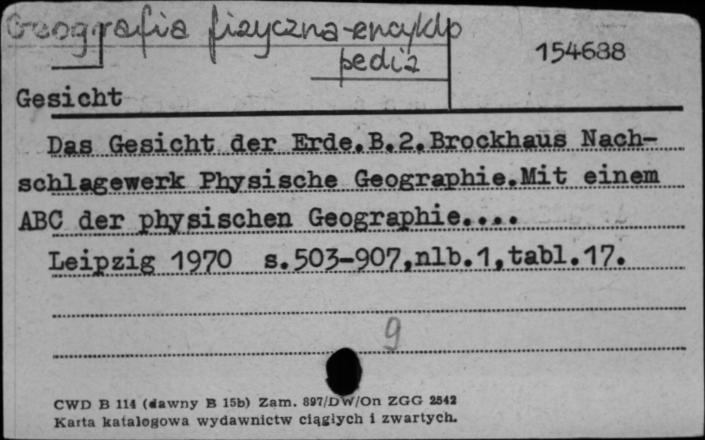 Geografia fizyczna-encyklo
pedia
154688
Gesicht
Das Gesicht der Erde.B.2.Brockhaus Nach-
schlagewerk Physische Geographie.Mit einem
ABC der physischen Geographie....
Leipzig 1970 s.503-907,nlb.1,tabl.17.
9
CWD B 114 (dawny B 15b) Zam. 897/DW/On ZGG 2542
Karta katalogowa wydawnictw ciągłych i zwartych.